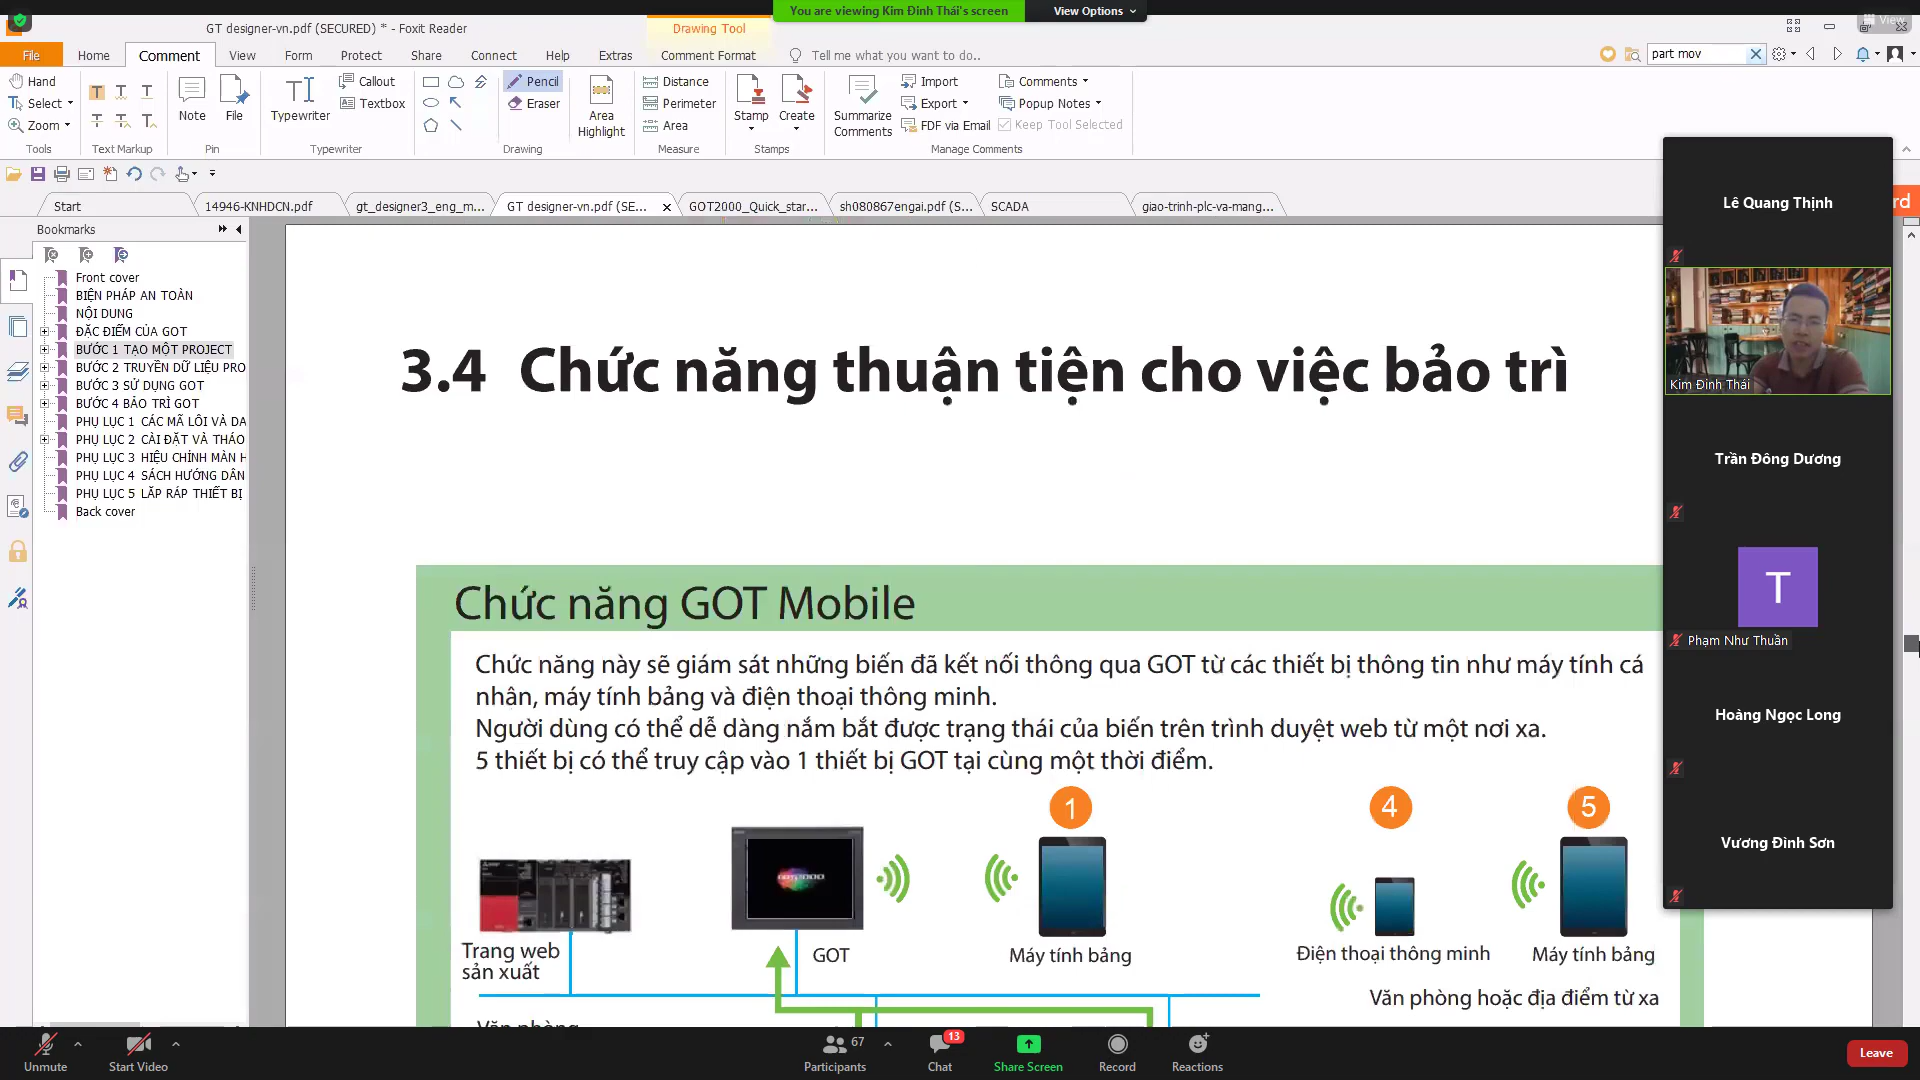 You are viewing Kim Đình Thái's screen
View Options
View
GT designer-vn.pdf (SECURED) * - Foxit Reader
Drawing Tool
File
Home
Comment
View
Form
Protect
Share
Connect
Help
Extras
Comment Format
Tell me what you want to do..
part mov
Hand
Select
Zoom
Tools
Text Markup
Note
File
Pin
Typewriter
Callout
Textbox
Typewriter
Pencil
Eraser
Drawing
Area
Highlight
Distance
Perimeter
Area
Measure
Stamp
Create
Stamps
Summarize
Comments
Import
Export
FDF via Email
Comments
Popup Notes
Keep Tool Selected
Manage Comments
Start
14946-KNHDCN.pdf
gt_designer3_eng_m...
GT designer-vn.pdf (SE...
GOT2000_Quick_star...
sh080867engai.pdf (S...
SCADA
giao-trinh-plc-va-mang...
rd
Bookmarks
Front cover
BIỆN PHÁP AN TOÀN
NỘI DUNG
ĐẶC ĐIỂM CỦA GOT
BƯỚC 1 TẠO MỘT PROJECT
BƯỚC 2 TRUYỀN DỮ LIỆU PRO
BƯỚC 3 SỬ DỤNG GOT
BƯỚC 4 BẢO TRÌ GOT
PHỤ LỤC 1 CÁC MÃ LỖI VÀ DA
PHỤ LỤC 2 CÀI ĐẶT VÀ THÁO
PHỤ LỤC 3 HIỆU CHỈNH MÀN H
PHỤ LỤC 4 SÁCH HƯỚNG DẪN
PHỤ LỤC 5 LẮP RÁP THIẾT BỊ
Back cover
3.4 Chức năng thuận tiện cho việc bảo trì
Chức năng GOT Mobile
Chức năng này sẽ giám sát những biến đã kết nối thông qua GOT từ các thiết bị thông tin như máy tính cá
nhân, máy tính bảng và điện thoại thông minh.
Người dùng có thể dễ dàng nắm bắt được trạng thái của biến trên trình duyệt web từ một nơi xa.
5 thiết bị có thể truy cập vào 1 thiết bị GOT tại cùng một thời điểm.
1
4
5
Trang web
sản xuất
GOT
Máy tính bảng
Điện thoại thông minh
Máy tính bảng
Văn phòng hoặc địa điểm từ xa
Văn phòng
Lê Quang Thịnh
Kim Đình Thái
Trần Đông Dương
T
Phạm Như Thuần
Hoàng Ngọc Long
Vương Đình Sơn
Unmute
Start Video
67
Participants
13
Chat
Share Screen
Record
Reactions
Leave